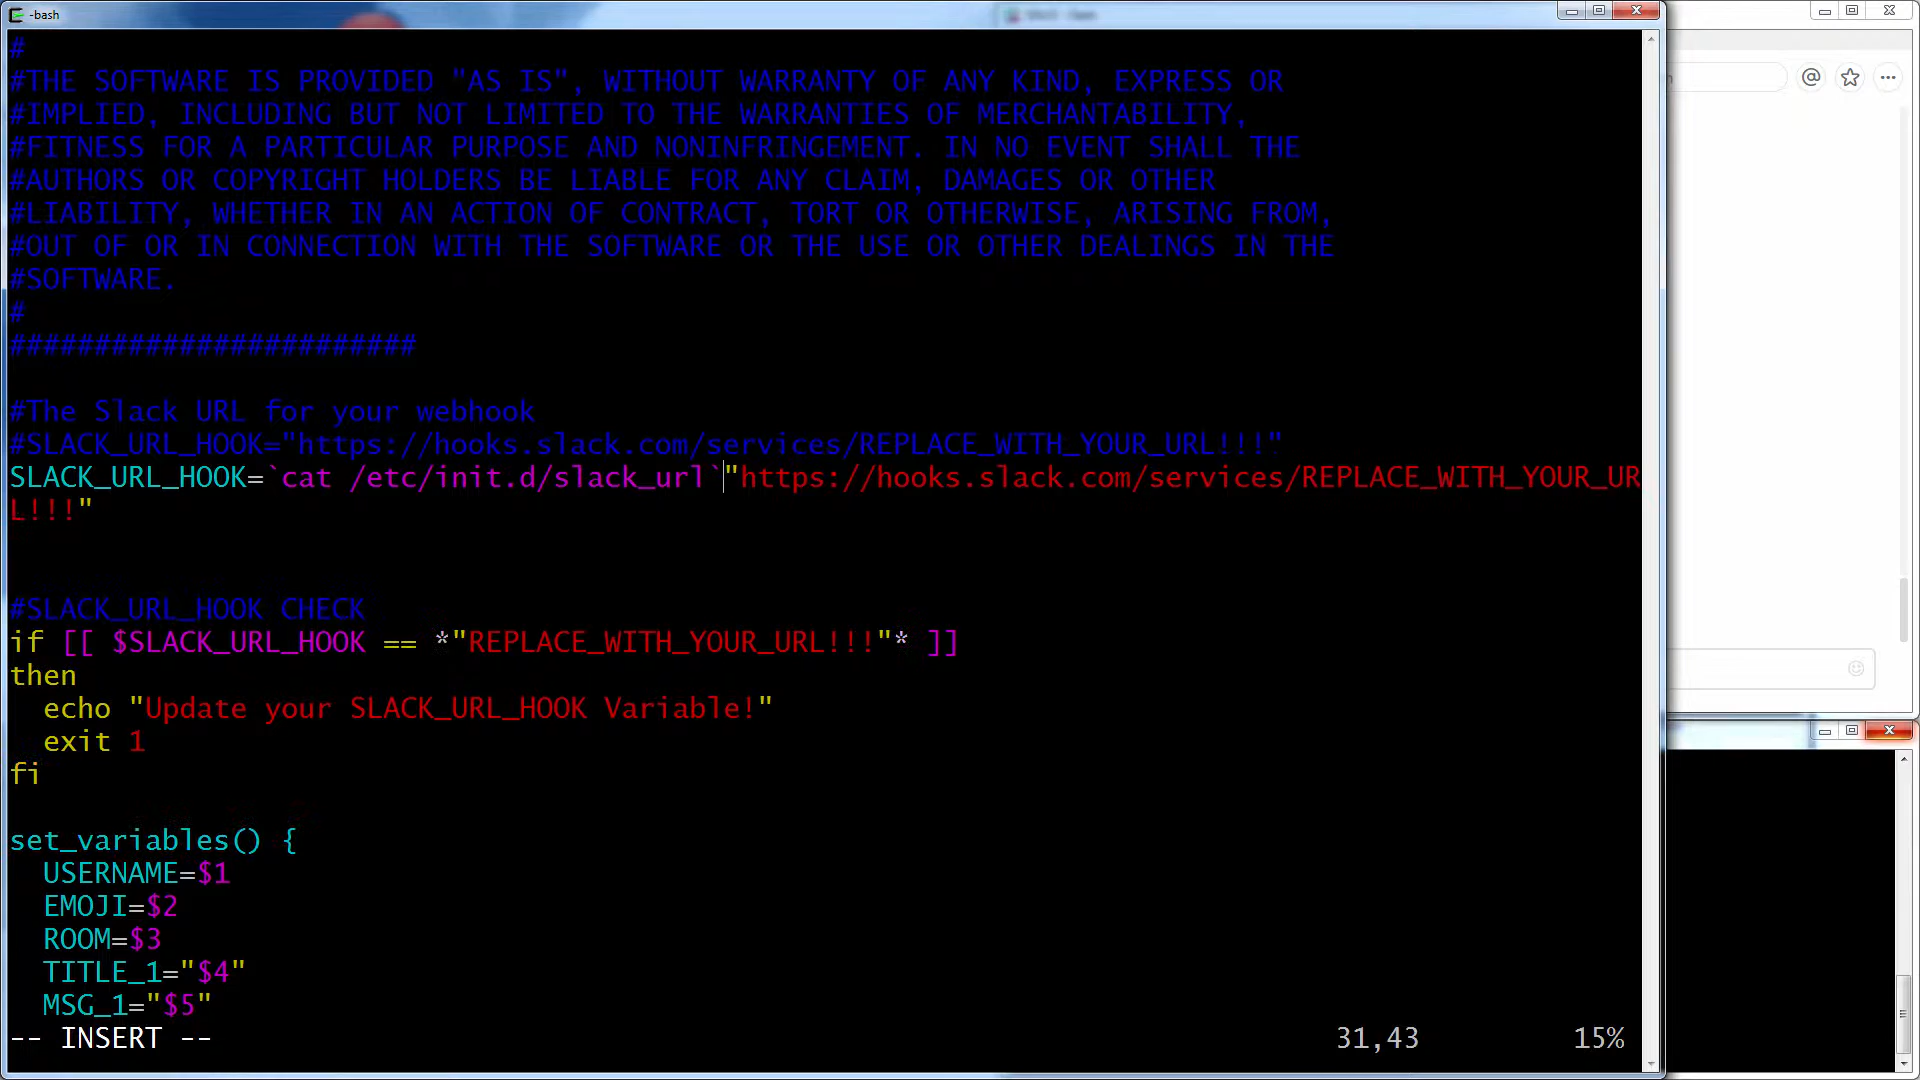 -bash
#
#THE SOFTWARE IS PROVIDED "AS IS", WITHOUT WARRANTY OF ANY KIND, EXPRESS OR
#IMPLIED, INCLUDING BUT NOT LIMITED TO THE WARRANTIES OF MERCHANTABILITY,
#FITNESS FOR A PARTICULAR PURPOSE AND NONINFRINGEMENT. IN NO EVENT SHALL THE
#AUTHORS OR COPYRIGHT HOLDERS BE LIABLE FOR ANY CLAIM, DAMAGES OR OTHER
#LIABILITY, WHETHER IN AN ACTION OF CONTRACT, TORT OR OTHERWISE, ARISING FROM,
#OUT OF OR IN CONNECTION WITH THE SOFTWARE OR THE USE OR OTHER DEALINGS IN THE
#SOFTWARE.
#
########################
#The Slack URL for your webhook
#SLACK_URL_HOOK="https://hooks.slack.com/services/REPLACE_WITH_YOUR_URL!!!"
SLACK_URL_HOOK=`cat /etc/init.d/slack_url`"https://hooks.slack.com/services/REPLACE_WITH_YOUR_UR
L!!!"
#SLACK_URL_HOOK CHECK
if [[ $SLACK_URL_HOOK == *"REPLACE_WITH_YOUR_URL!!!"* ]]
then
  echo "Update your SLACK_URL_HOOK Variable!"
  exit 1
fi
set_variables() {
  USERNAME=$1
  EMOJI=$2
  ROOM=$3
  TITLE_1="$4"
  MSG_1="$5"
-- INSERT -- 31,43 15%